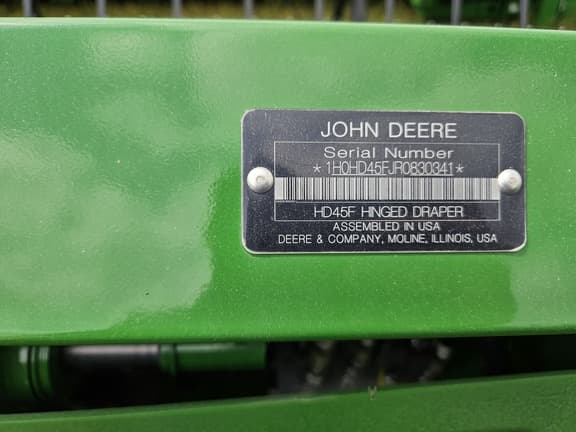 JOHN DEERE
Serial Number
*1H0HD45FJR0830341*
HD45F HINGED DRAPER
ASSEMBLED IN USA
DEERE & COMPANY, MOLINE, ILLINOIS, USA